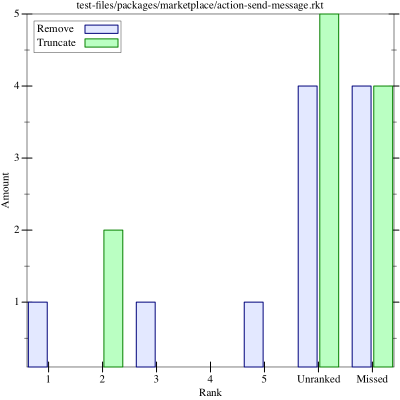 test-files/packages/marketplace/action-send-message.rkt
Remove
Truncate
5
4
3
2
1
Amount
1 2 3 4 5 Unranked Missed
Rank